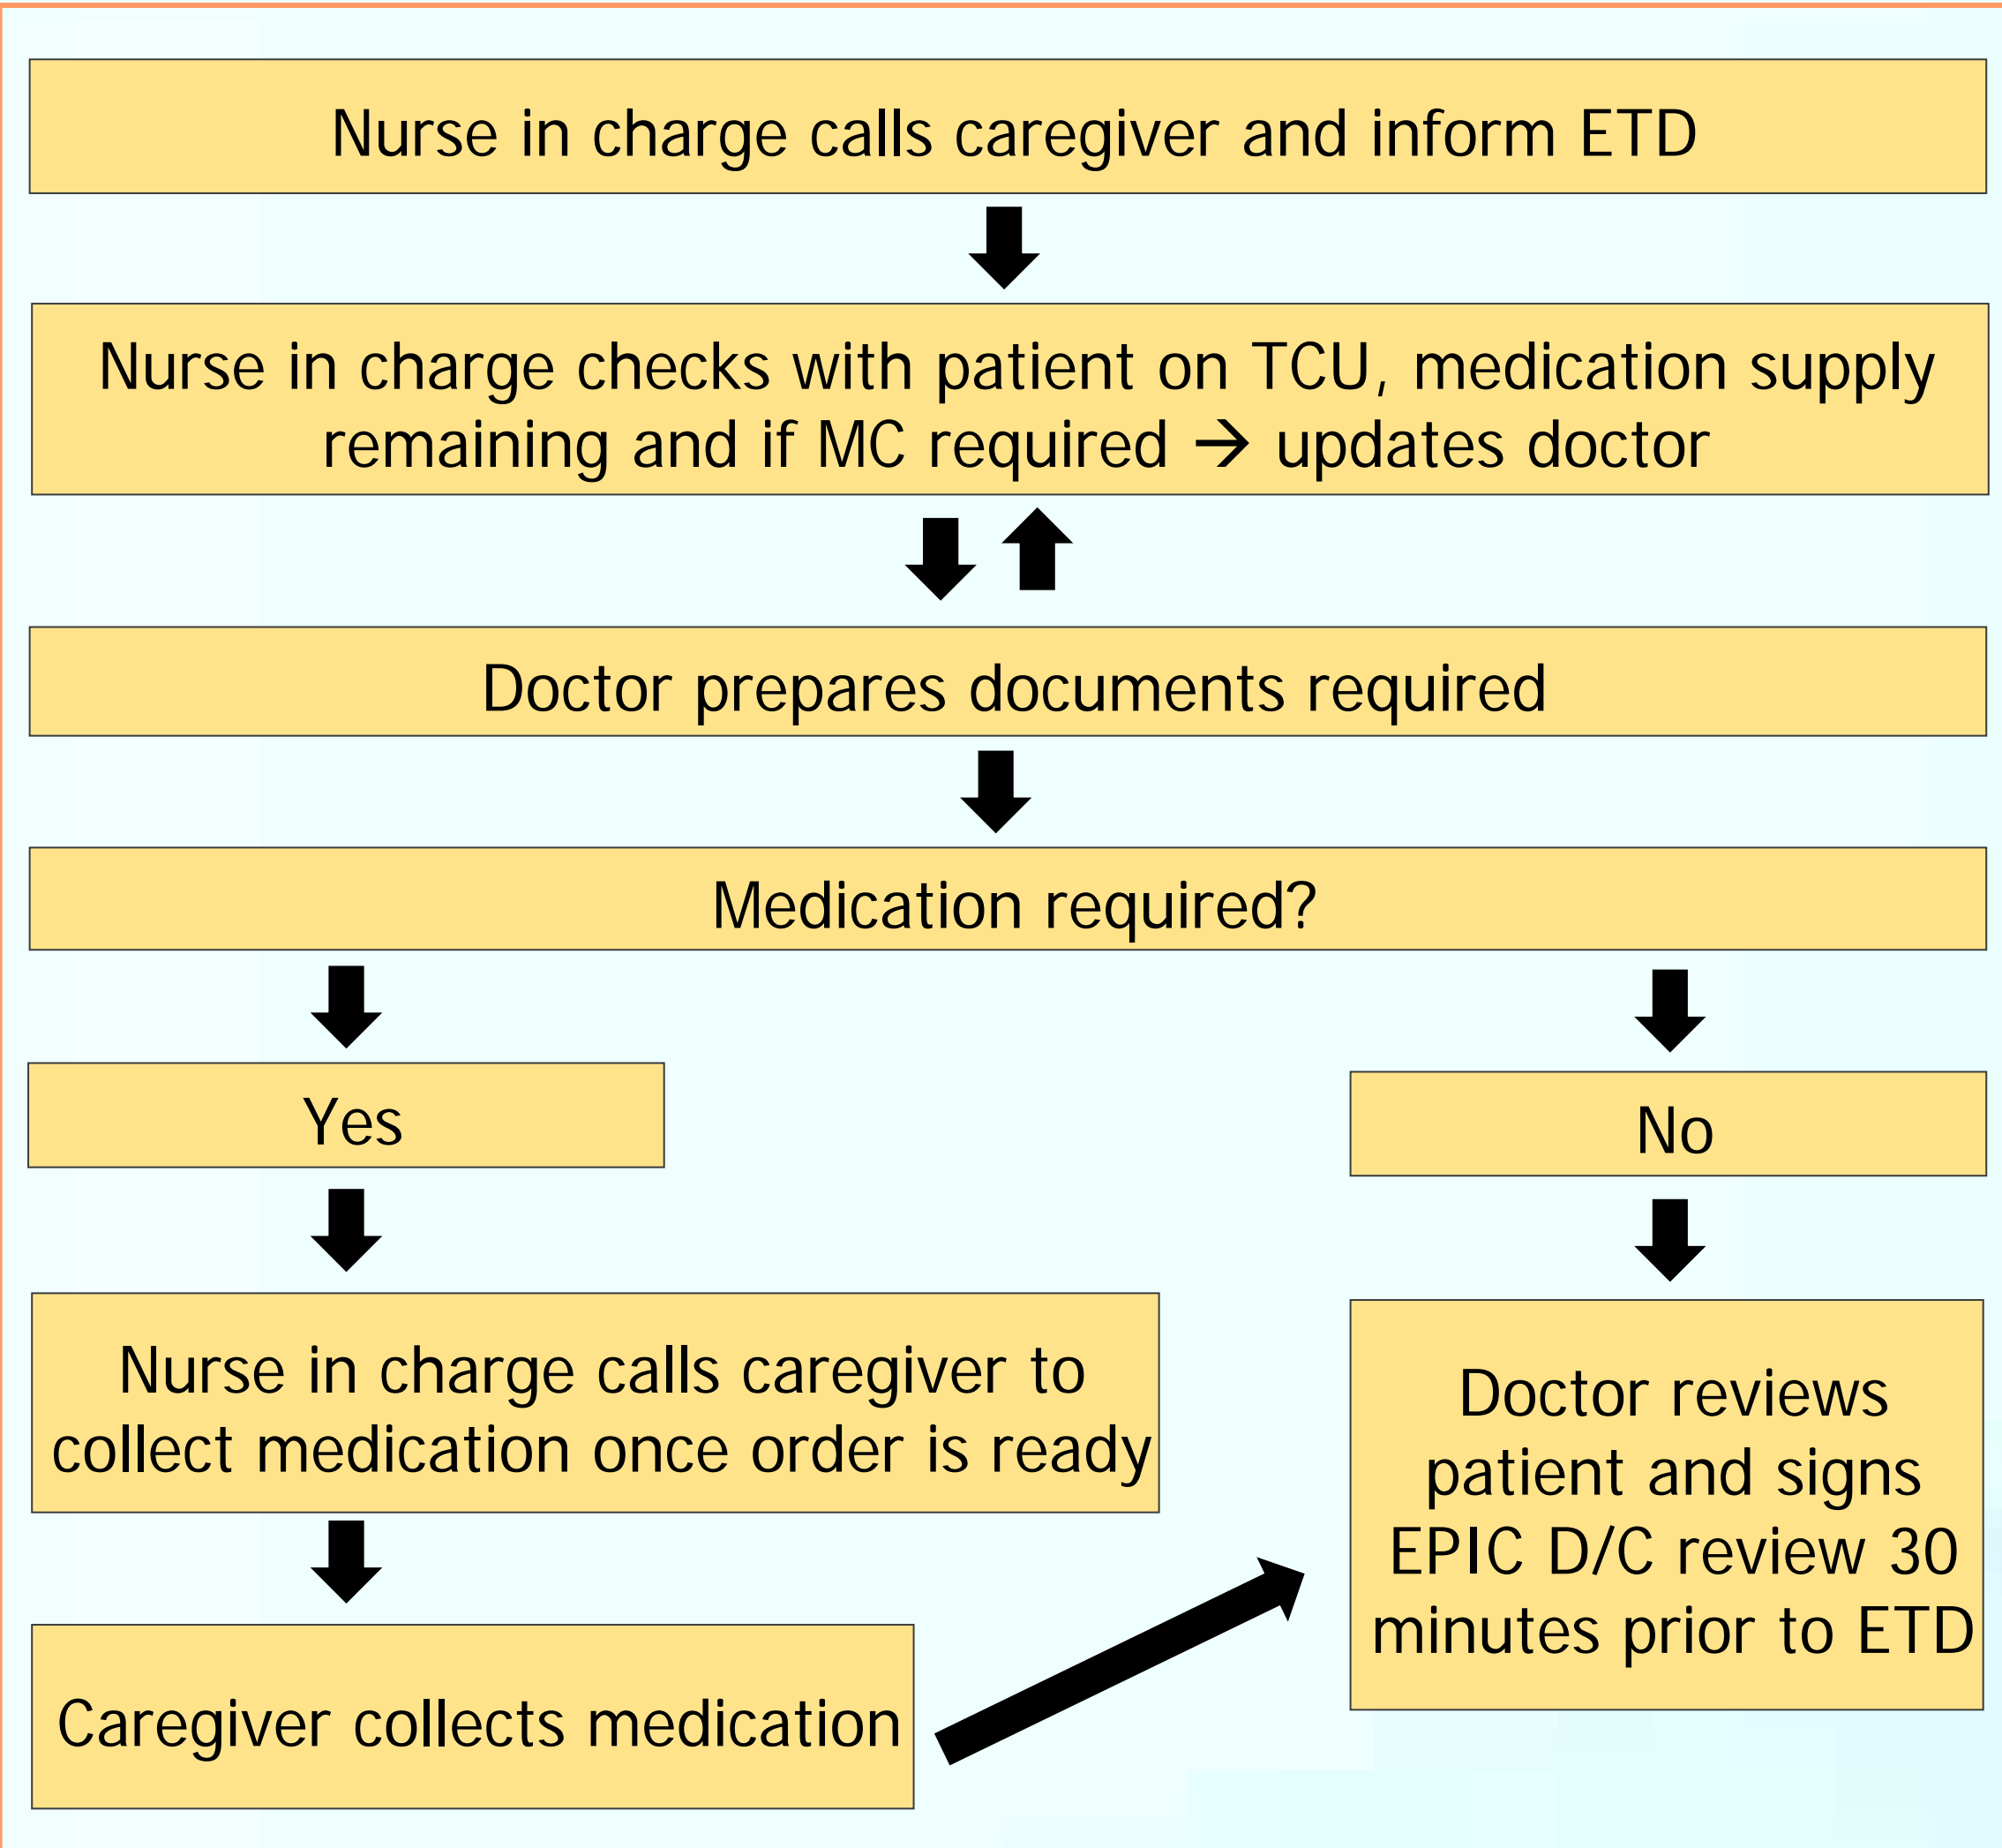 Nurse in charge calls caregiver and inform ETD
Nurse in charge checks with patient on TCU, medication supply
remaining and if MC required → updates doctor
Doctor prepares documents required
Medication required?
Yes
No
Nurse in charge calls caregiver to
collect medication once order is ready
Caregiver collects medication
Doctor reviews
patient and signs
EPIC D/C review 30
minutes prior to ETD